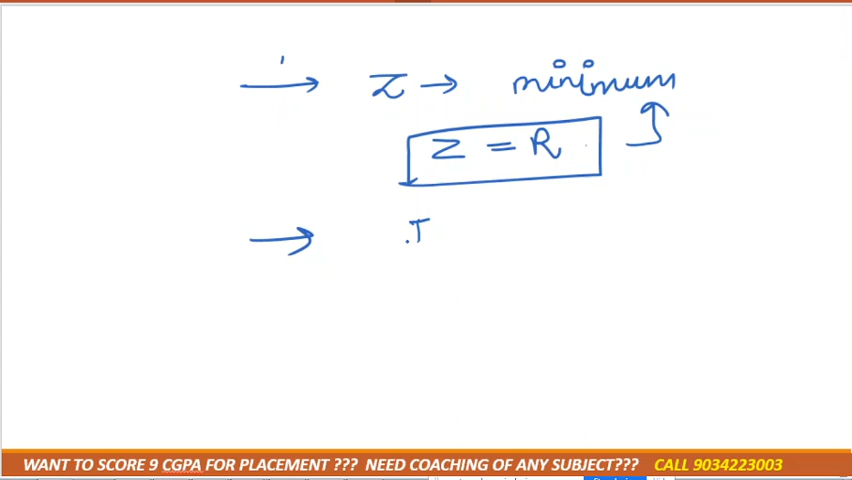 → Z → minimum
Z = R
→ .T
WANT TO SCORE 9 CGPA FOR PLACEMENT ??? NEED COACHING OF ANY SUBJECT??? CALL 9034223003